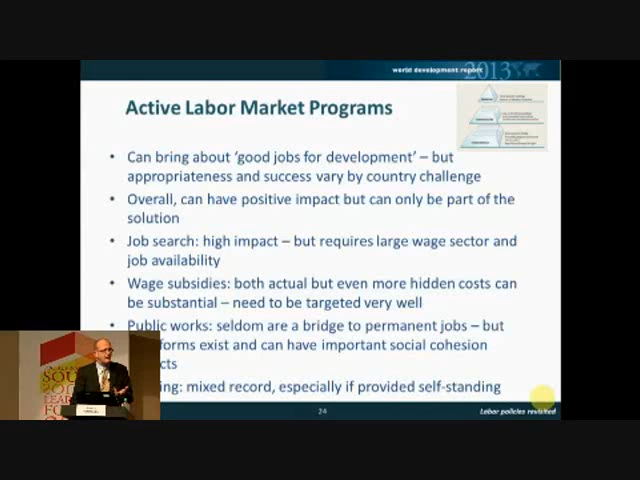 world development report 2013
Active Labor Market Programs
• Can bring about 'good jobs for development' – but
appropriateness and success vary by country challenge
• Overall, can have positive impact but can only be part of the
solution
• Job search: high impact – but requires large wage sector and
job availability
• Wage subsidies: both actual but even more hidden costs can
be substantial – need to be targeted very well
• Public works: seldom are a bridge to permanent jobs – but
forms exist and can have important social cohesion
cts
ing: mixed record, especially if provided self-standing
24
Labor policies revisited
SOU
LEAR
FO